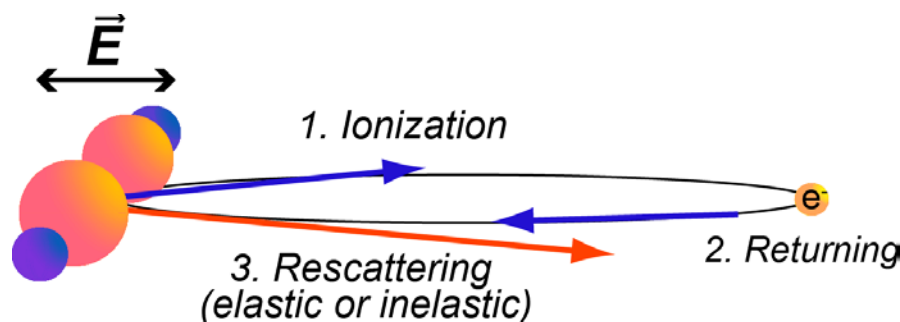 E
1. Ionization
e-
2. Returning
3. Rescattering
(elastic or inelastic)